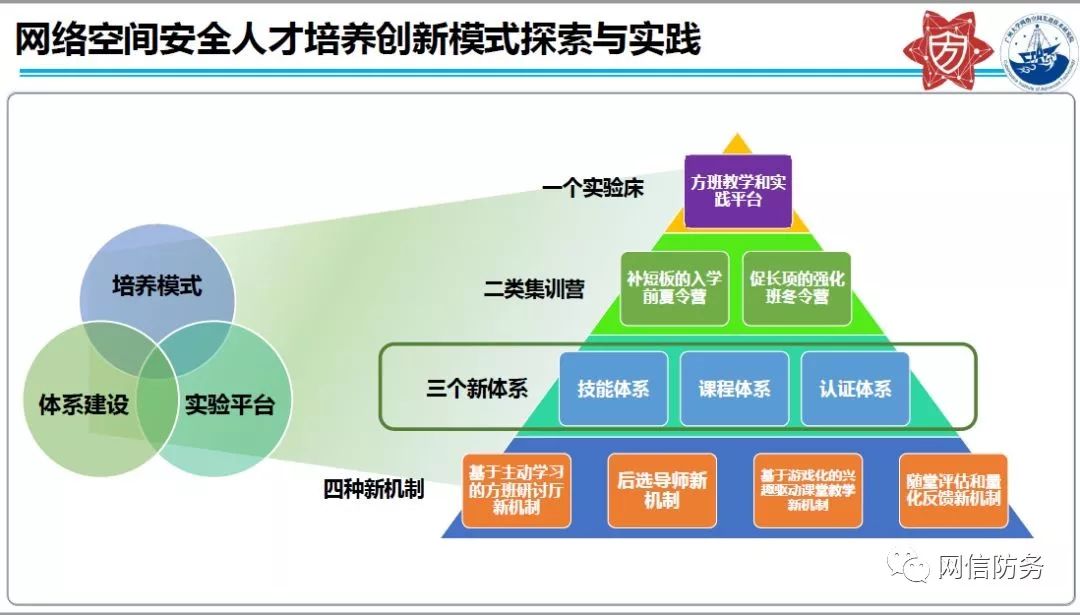 网络空间安全人才培养创新模式探索与实践
方
一个实验床
方班教学和实
践平台
二类集训营
补短板的入学
前夏令营
促长项的强化
班冬令营
培养模式
体系建设
实验平台
三个新体系
技能体系
课程体系
认证体系
四种新机制
基于主动学习
的方班研讨厅
新机制
后选导师新
机制
基于游戏化的兴
趣驱动课堂教学
新机制
随堂评估和量
化反馈新机制
网信防务